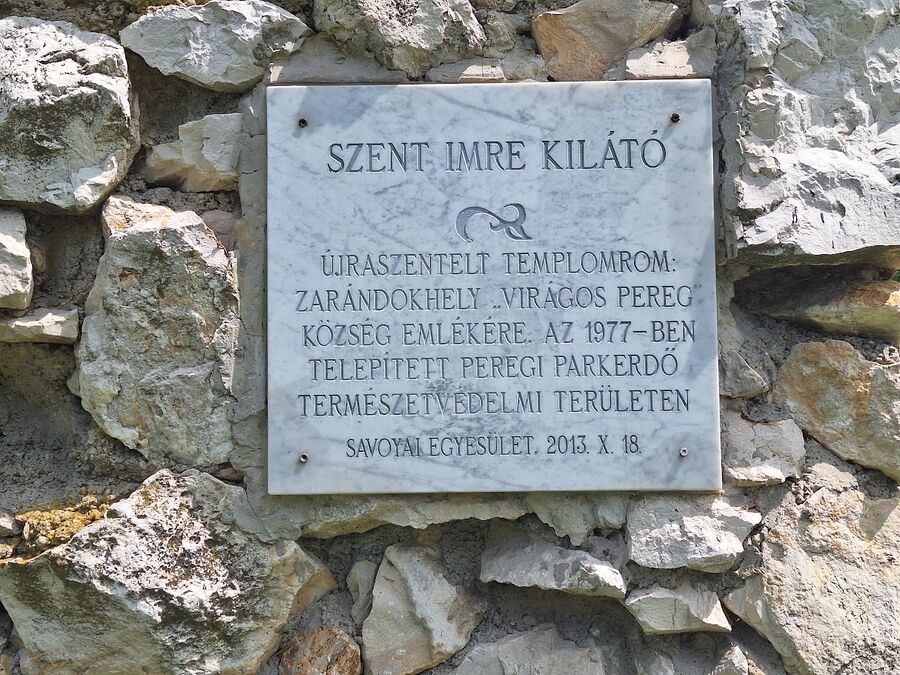 SZENT IMRE KILÁTÓ
ÚJRASZENTELT TEMPLOMROM:
ZARÁNDOKHELY „VIRÁGOS PEREG"
KÖZSÉG EMLÉKÉRE. AZ 1977-BEN
TELEPÍTETT PEREGI PARKERDŐ
TERMÉSZETVÉDELMI TERÜLETEN
SAVOYAI EGYESÜLET. 2013. X. 18.